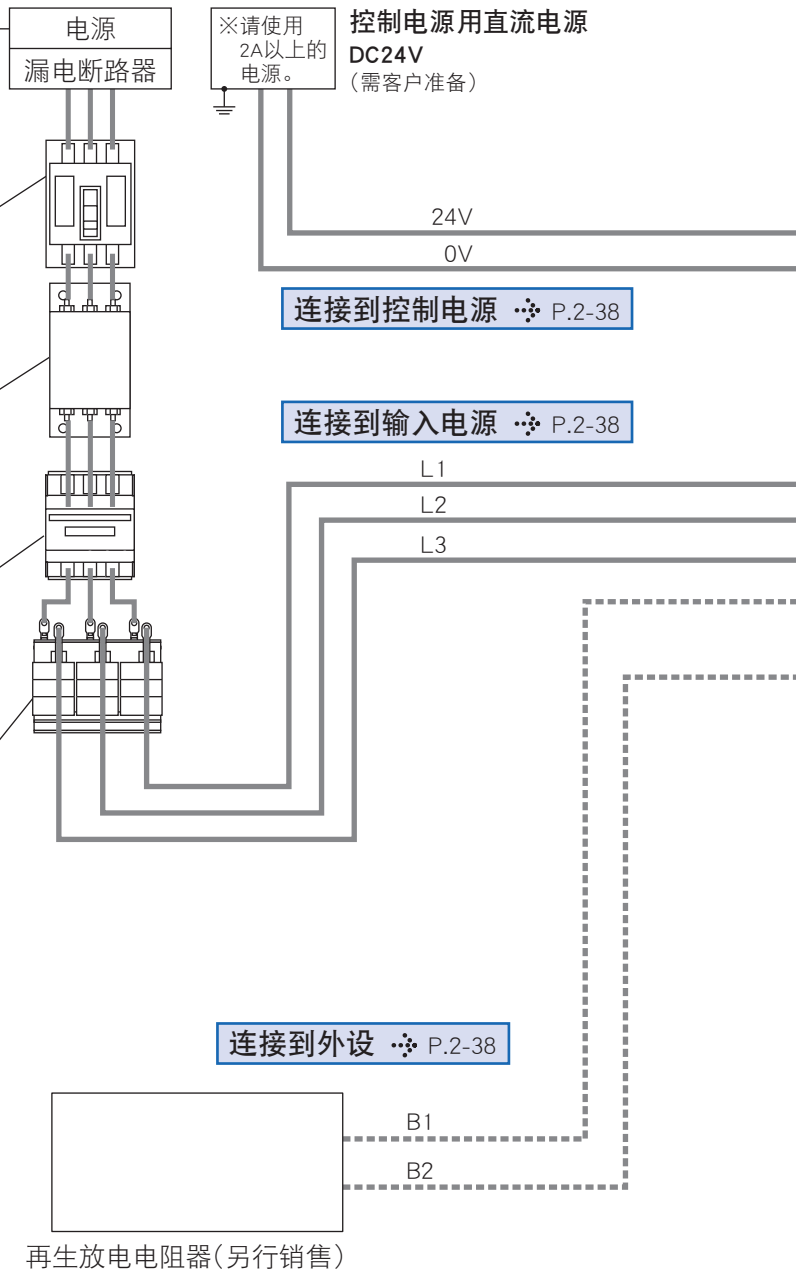 电源
漏电断路器
※请使用
2A以上的
电源。
控制电源用直流电源
DC24V
（需客户准备）
24V
0V
连接到控制电源 P.2-38
连接到输入电源 P.2-38
L1
L2
L3
连接到外设 P.2-38
B1
B2
再生放电电阻器（另行销售）